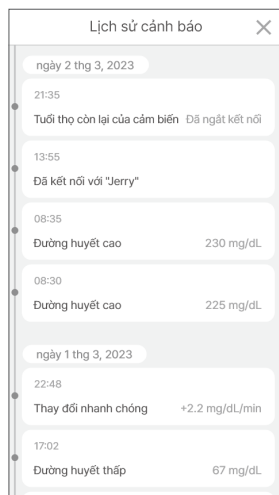 Lịch sử cảnh báo
ngày 2 thg 3, 2023
21:35
Tuổi thọ còn lại của cảm biến Đã ngắt kết nối
13:55
Đã kết nối với "Jerry"
08:35
Đường huyết cao 230 mg/dL
08:30
Đường huyết cao 225 mg/dL
ngày 1 thg 3, 2023
22:48
Thay đổi nhanh chóng +2.2 mg/dL/min
17:02
Đường huyết thấp 67 mg/dL